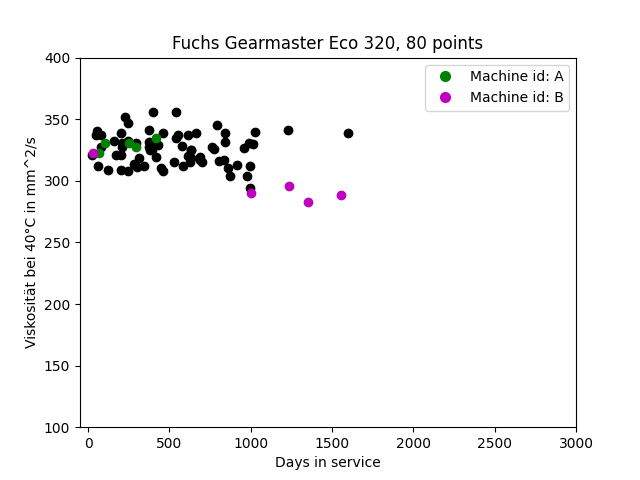 Fuchs Gearmaster Eco 320, 80 points
Machine id: A
Machine id: B
400
350
300
250
200
150
100
Viskosität bei 40°C in mm^2/s
0
500
1000
1500
2000
2500
3000
Days in service